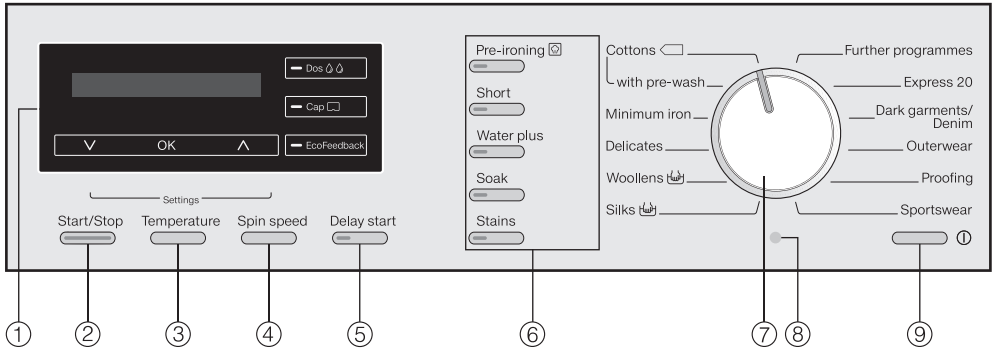 Dos
Cap
EcoFeedback
OK
Settings
Start/Stop
Temperature
Spin speed
Delay start
Pre-ironing
Short
Water plus
Soak
Stains
Cottons
with pre-wash
Minimum iron
Delicates
Woollens
Silks
Further programmes
Express 20
Dark garments/
Denim
Outerwear
Proofing
Sportswear
① ② ③ ④ ⑤ ⑥ ⑦ ⑧ ⑨